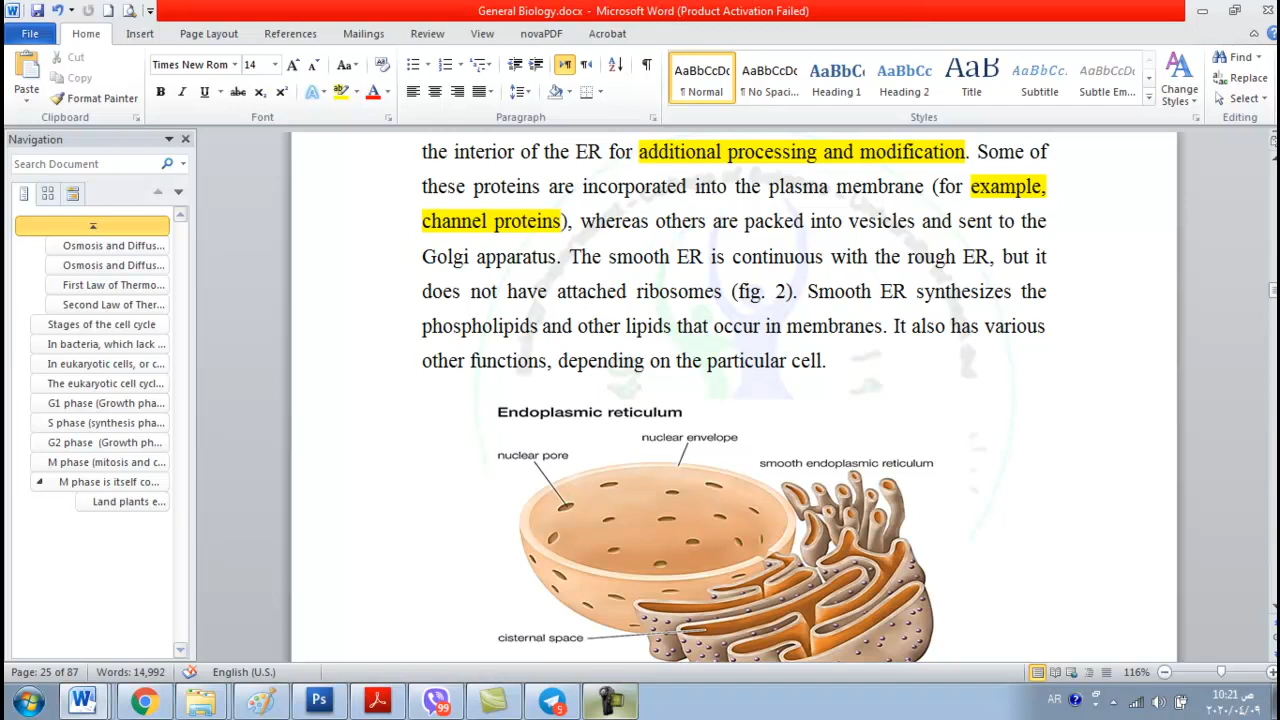 General Biology.docx - Microsoft Word (Product Activation Failed)
File Home Insert Page Layout References Mailings Review View novaPDF Acrobat
Cut
Copy
Format Painter
Paste
Clipboard
Times New Rom 14
Font
Paragraph
AaBbCcDc AaBbCcDc AaBbCc AaBbCc AaB AaBbCcL AaBbCcDc
¶ Normal ¶ No Spaci... Heading 1 Heading 2 Title Subtitle Subtle Em...
Change Styles
Styles
Find
Replace
Select
Editing
Navigation
Search Document
Osmosis and Diffus...
Osmosis and Diffus...
First Law of Thermo...
Second Law of Ther...
Stages of the cell cycle
In bacteria, which lack ...
In eukaryotic cells, or c...
The eukaryotic cell cycl...
G1 phase (Growth pha...
S phase (synthesis pha...
G2 phase (Growth ph...
M phase (mitosis and c...
M phase is itself co...
Land plants e...
the interior of the ER for additional processing and modification. Some of
these proteins are incorporated into the plasma membrane (for example,
channel proteins), whereas others are packed into vesicles and sent to the
Golgi apparatus. The smooth ER is continuous with the rough ER, but it
does not have attached ribosomes (fig. 2). Smooth ER synthesizes the
phospholipids and other lipids that occur in membranes. It also has various
other functions, depending on the particular cell.
Endoplasmic reticulum
nuclear envelope
nuclear pore
smooth endoplasmic reticulum
cisternal space
Page: 25 of 87 Words: 14,992 English (U.S.) 116%
99 5 AR
10:21 ص
٢٠٢٠/٠٤/٠٩